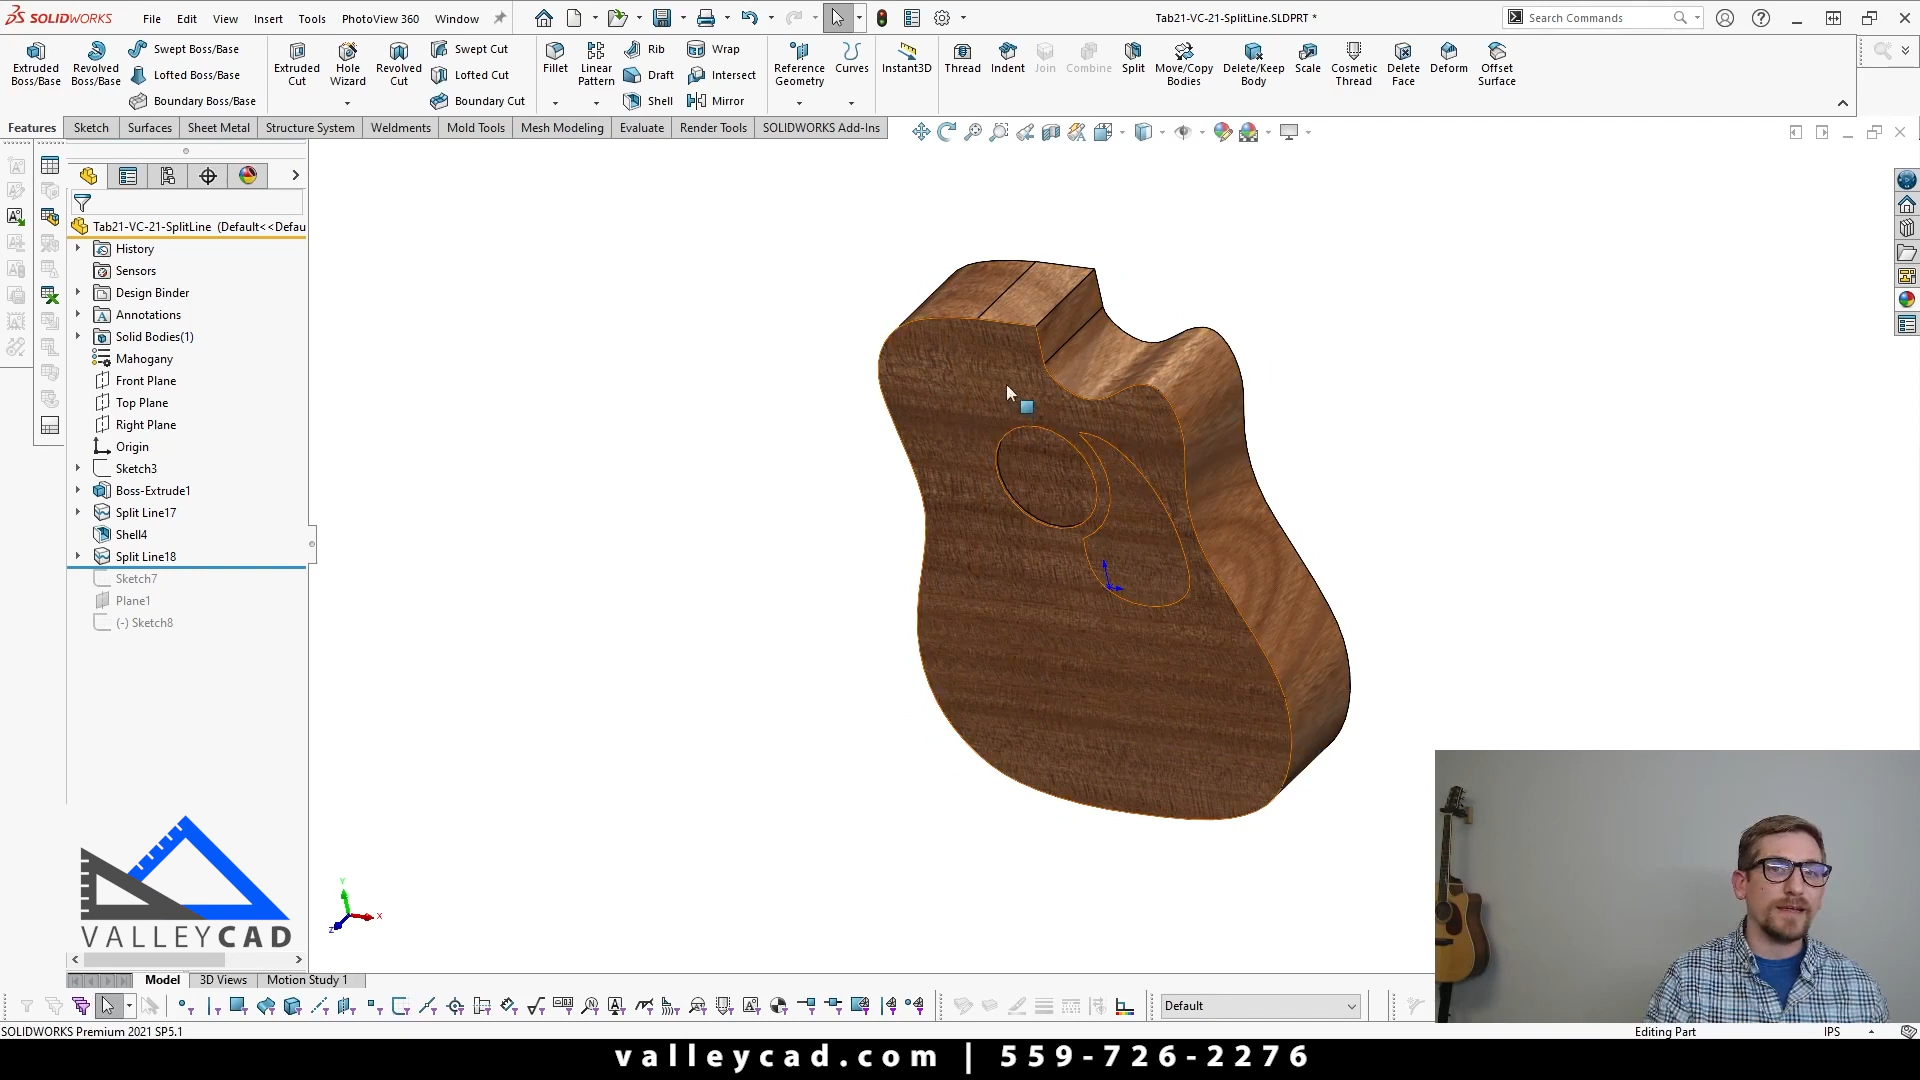 SOLIDWORKS File Edit View Insert Tools PhotoView 360 Window Tab21-VC-21-SplitLine.SLDPRT * Search Commands
Extruded Boss/Base
Revolved Boss/Base
Swept Boss/Base
Lofted Boss/Base
Boundary Boss/Base
Extruded Cut
Hole Wizard
Revolved Cut
Swept Cut
Lofted Cut
Boundary Cut
Fillet
Linear Pattern
Rib
Draft
Shell
Wrap
Intersect
Mirror
Reference Geometry
Curves
Instant3D
Thread
Indent
Join
Combine
Split
Move/Copy Bodies
Delete/Keep Body
Scale
Cosmetic Thread
Delete Face
Deform
Offset Surface
Features Sketch Surfaces Sheet Metal Structure System Weldments Mold Tools Mesh Modeling Evaluate Render Tools SOLIDWORKS Add-Ins
Tab21-VC-21-SplitLine (Default<<Defau
History
Sensors
Design Binder
Annotations
Solid Bodies(1)
Mahogany
Front Plane
Top Plane
Right Plane
Origin
Sketch3
Boss-Extrude1
Split Line17
Shell4
Split Line18
Sketch7
Plane1
(-) Sketch8
VALLEYCAD
Y
X
Z
Model 3D Views Motion Study 1
Default
SOLIDWORKS Premium 2021 SP5.1 Editing Part IPS
valleycad.com | 559-726-2276